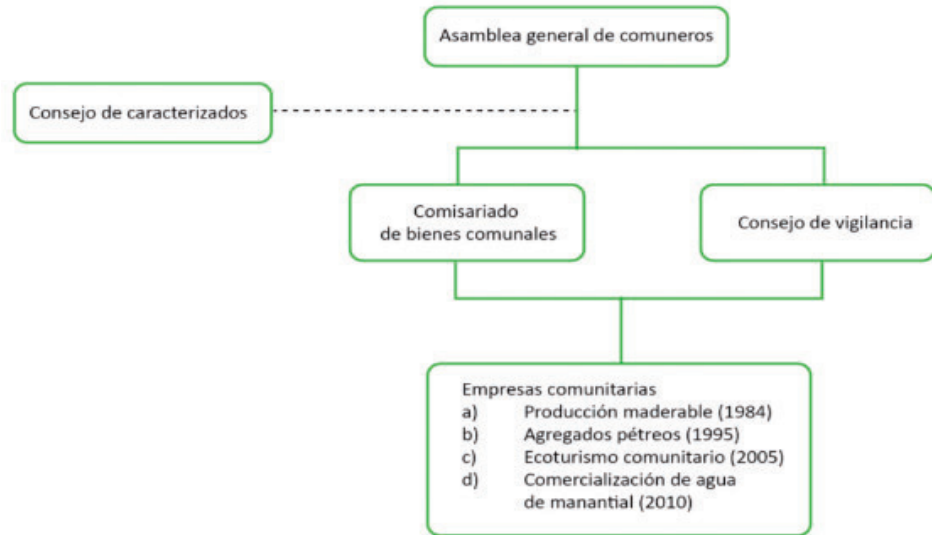 Asamblea general de comuneros
Consejo de caracterizados
Comisariado
de bienes comunales
Consejo de vigilancia
Empresas comunitarias
a) Producción maderable (1984)
b) Agregados pétreos (1995)
c) Ecoturismo comunitario (2005)
d) Comercialización de agua
de manantial (2010)